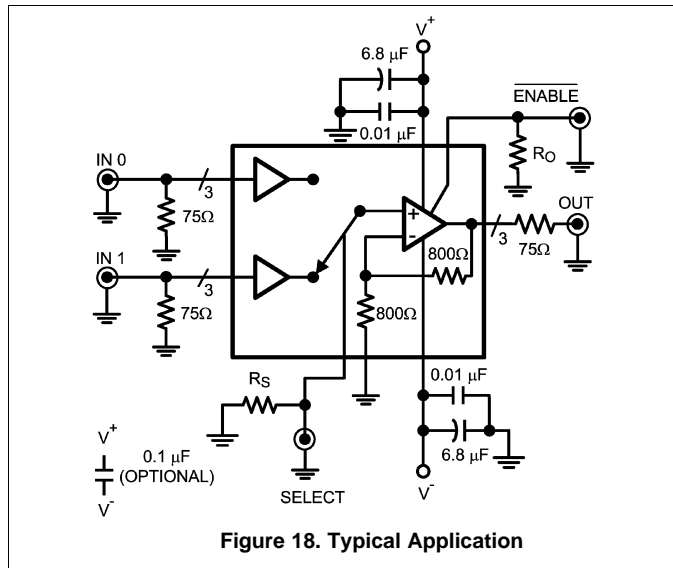 V+
6.8 µF
0.01 µF
ENABLE
RO
IN 0
3
75Ω
OUT
+
-
3
75Ω
800Ω
IN 1
3
75Ω
800Ω
RS
0.01 µF
6.8 µF
V+
0.1 µF
(OPTIONAL)
V-
SELECT
V-
Figure 18. Typical Application